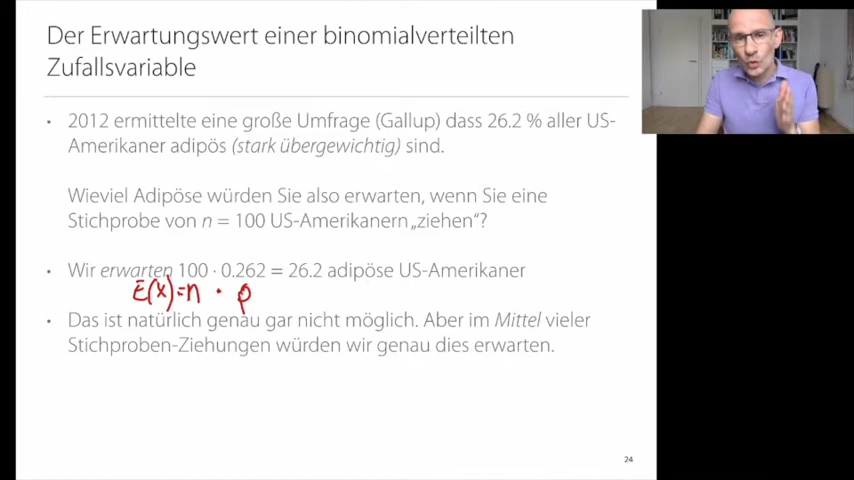 Der Erwartungswert einer binomialverteilten
Zufallsvariable
• 2012 ermittelte eine große Umfrage (Gallup) dass 26.2 % aller US-
Amerikaner adipös (stark übergewichtig) sind.
Wieviel Adipöse würden Sie also erwarten, wenn Sie eine
Stichprobe von n = 100 US-Amerikanern „ziehen“?
• Wir erwarten 100 · 0.262 = 26.2 adipöse US-Amerikaner
E(X)=n · p
• Das ist natürlich genau gar nicht möglich. Aber im Mittel vieler
Stichproben-Ziehungen würden wir genau dies erwarten.
24